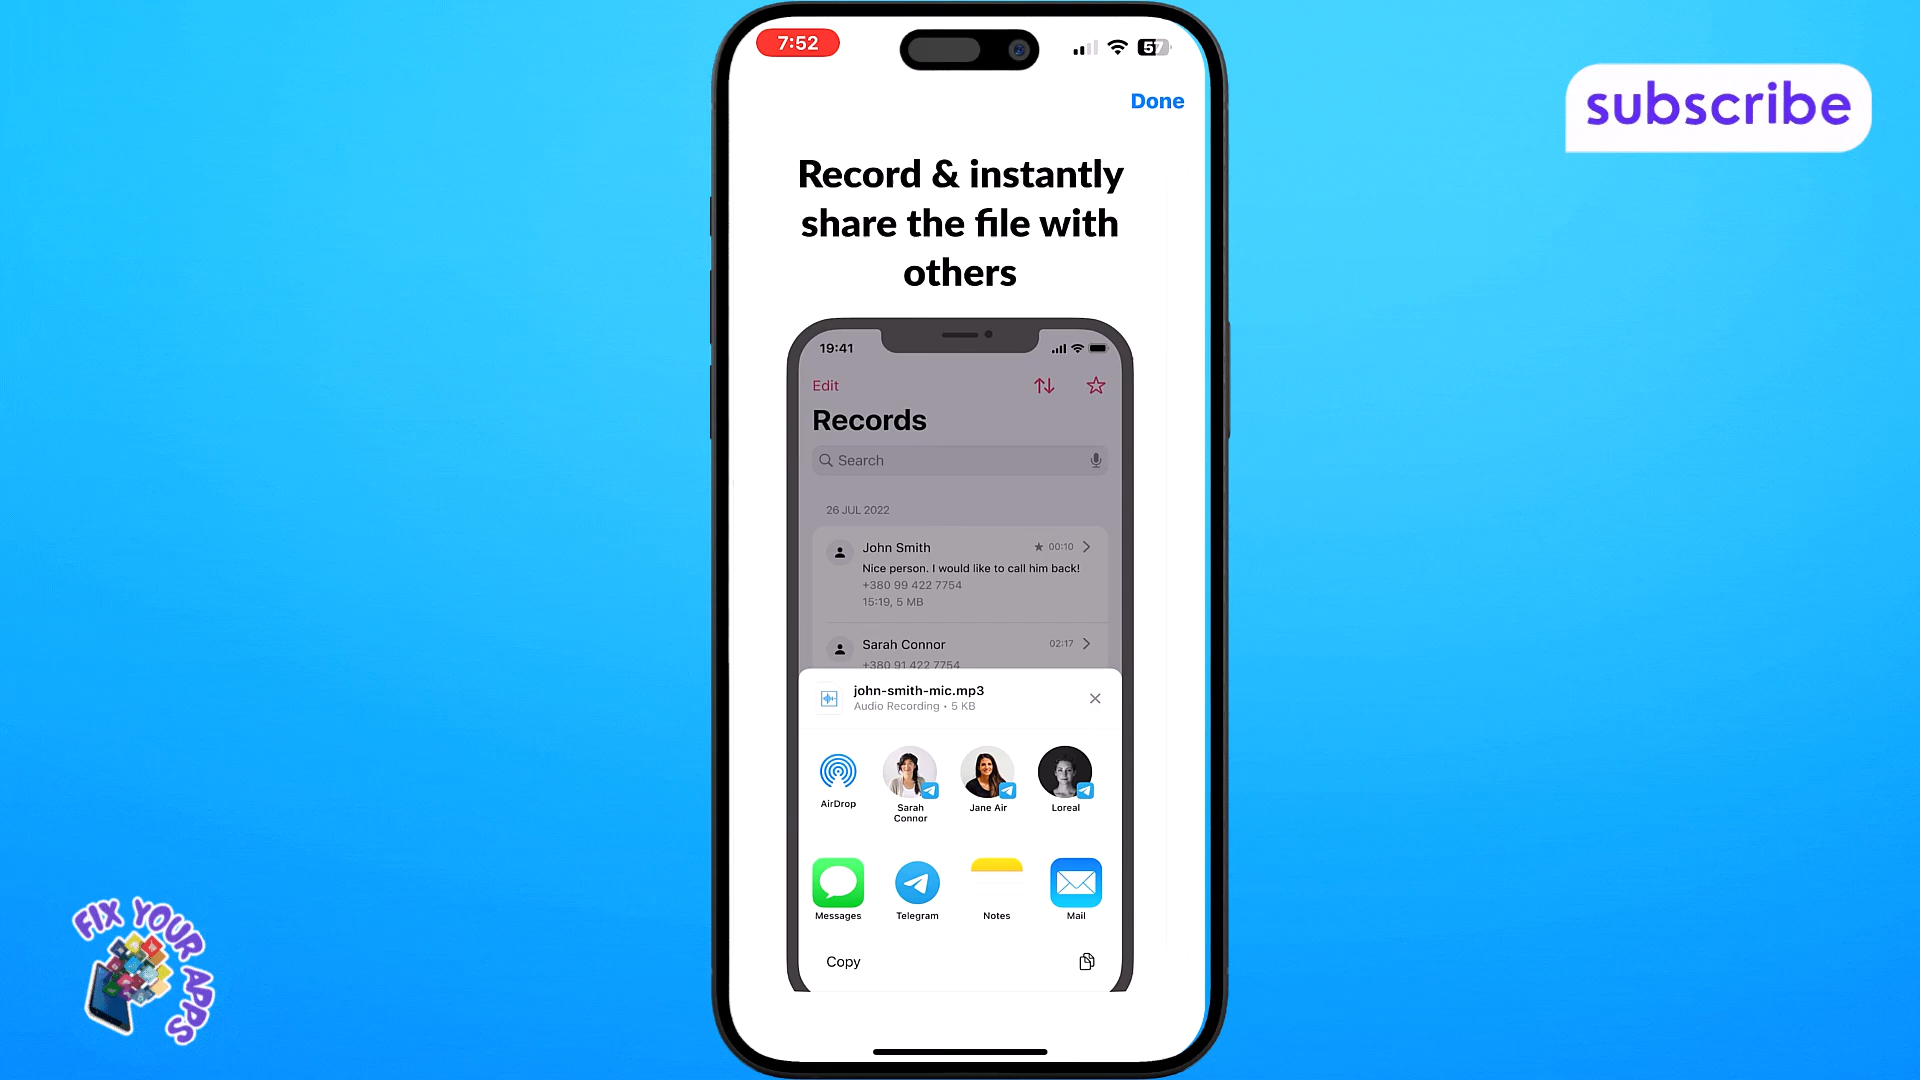 7:52
57
subscribe
Done
Record & instantly
share the file with
others
19:41
Edit
Records
Search
26 JUL 2022
John Smith
★ 00:10
Nice person. I would like to call him back!
+380 99 422 7754
15:19, 5 MB
Sarah Connor
02:17
+380 91 422 7754
john-smith-mic.mp3
Audio Recording • 5 KB
AirDrop
Sarah
Connor
Jane Air
Loreal
Messages
Telegram
Notes
Mail
Copy
FIX YOUR APPS